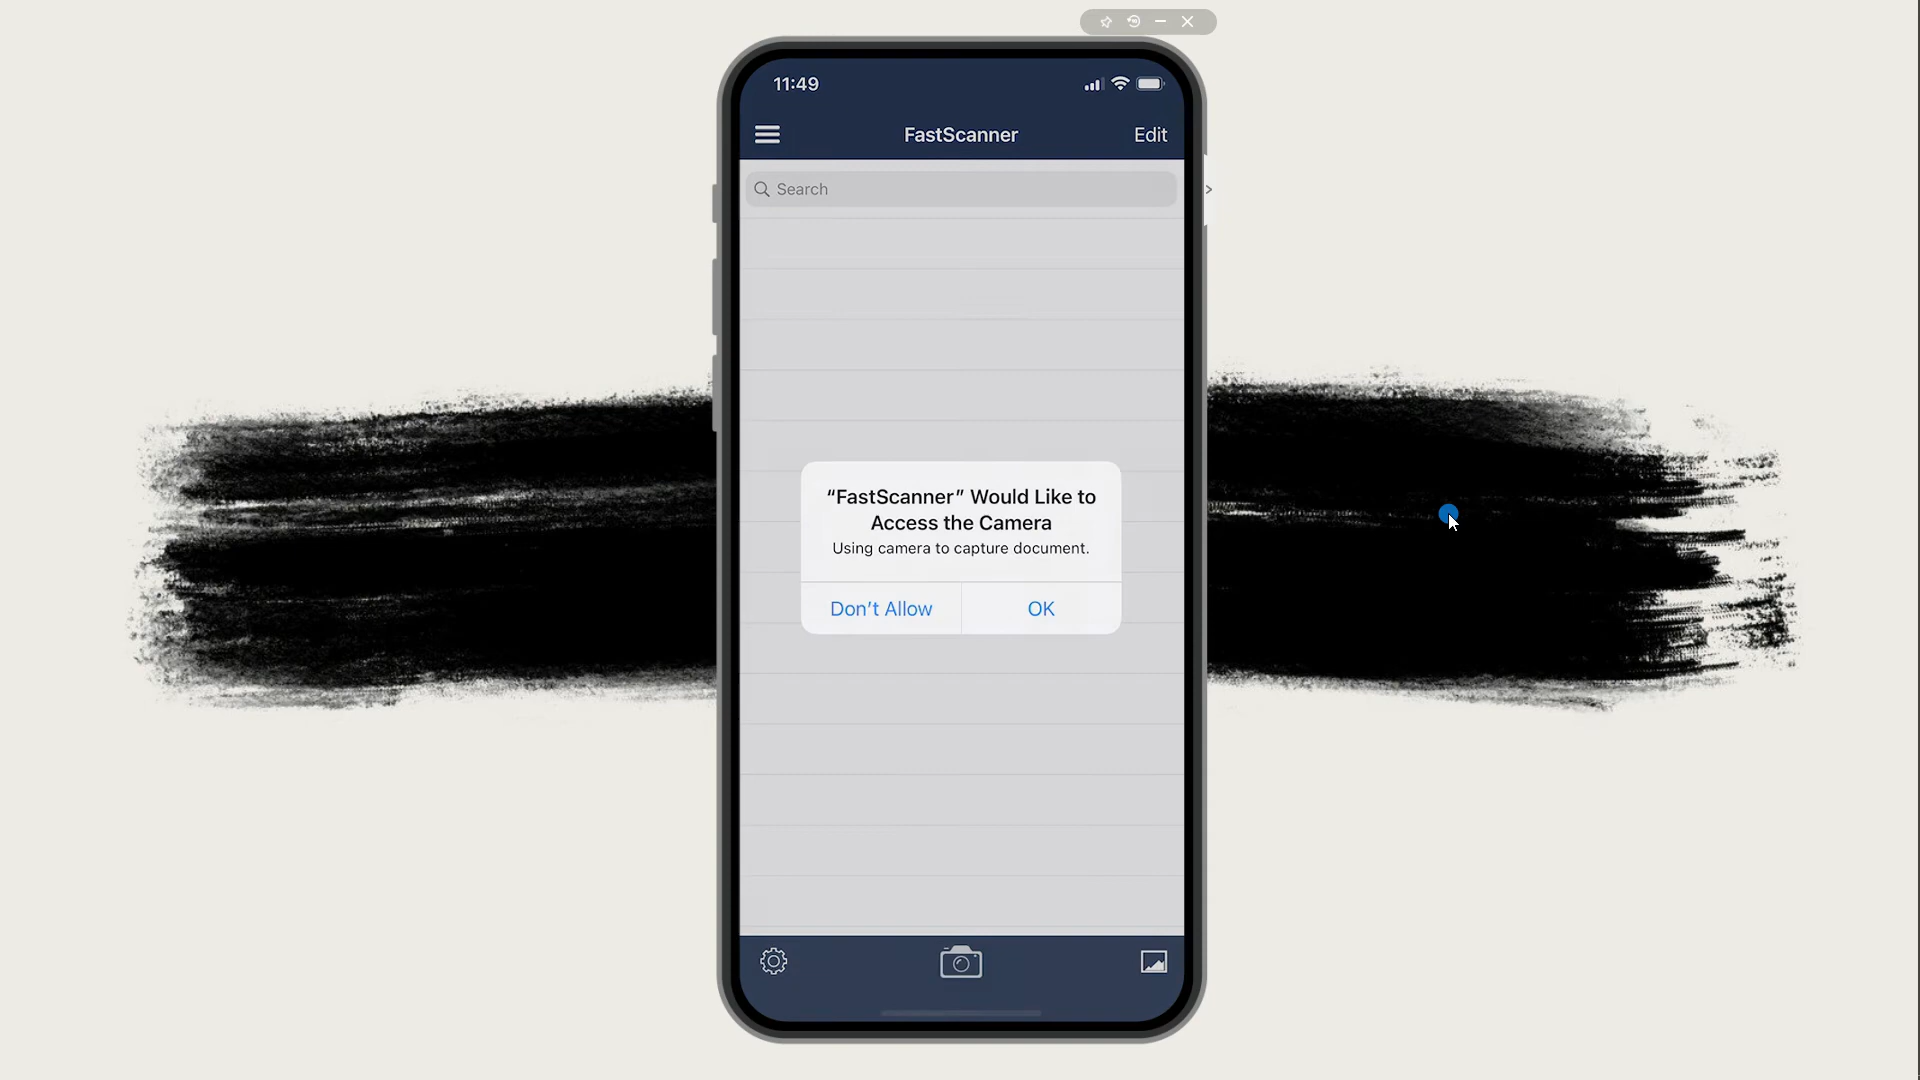 11:49
FastScanner
Edit
Search
“FastScanner” Would Like to
Access the Camera
Using camera to capture document.
Don’t Allow
OK